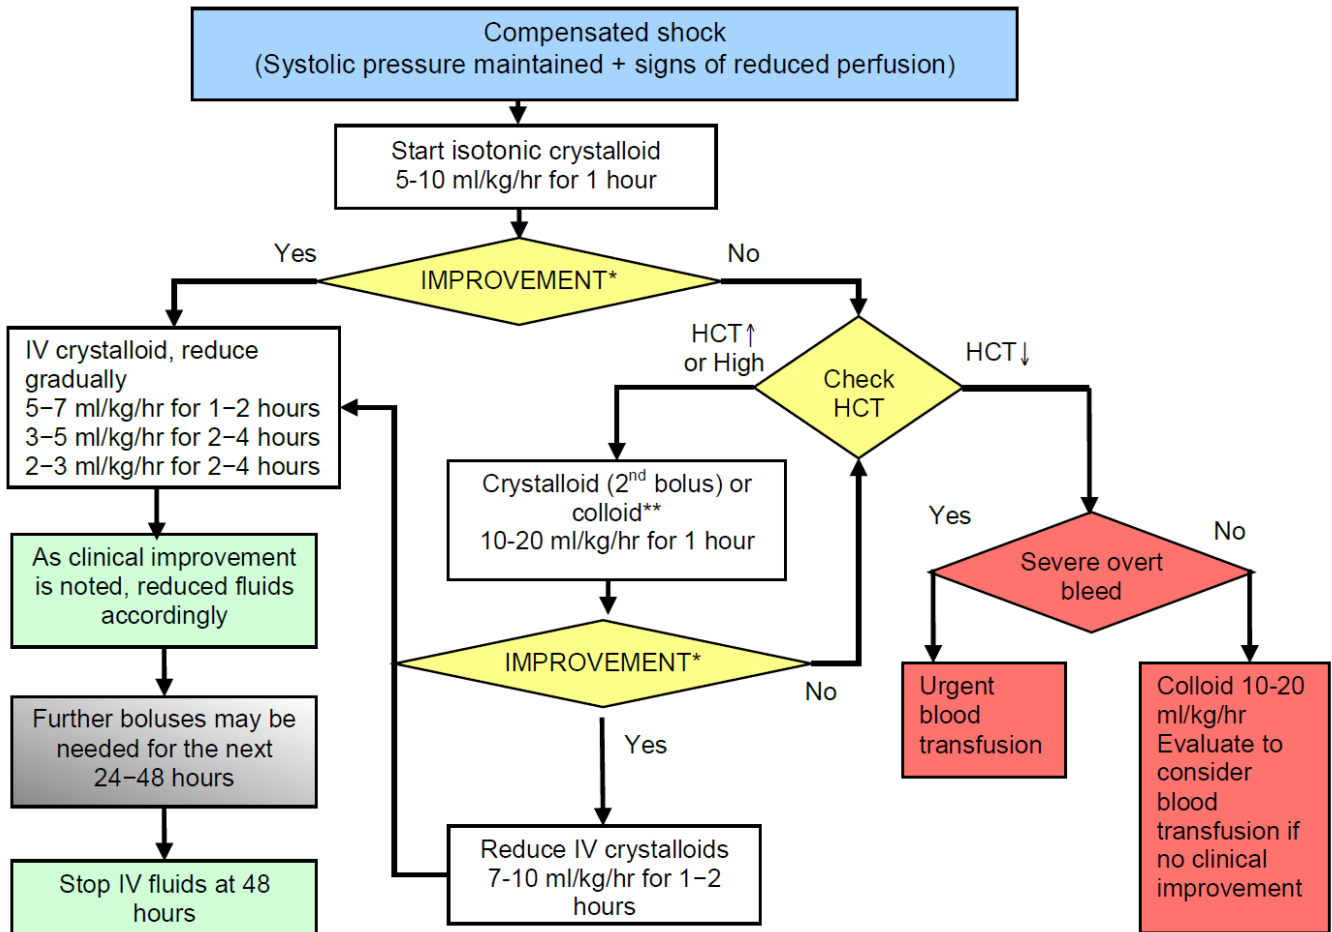 Compensated shock
(Systolic pressure maintained + signs of reduced perfusion)
Start isotonic crystalloid
5-10 ml/kg/hr for 1 hour
Yes
IMPROVEMENT*
No
IV crystalloid, reduce
gradually
5−7 ml/kg/hr for 1−2 hours
3−5 ml/kg/hr for 2−4 hours
2−3 ml/kg/hr for 2−4 hours
HCT↑
or High
Check
HCT
HCT↓
Crystalloid (2nd bolus) or
colloid**
10-20 ml/kg/hr for 1 hour
As clinical improvement
is noted, reduced fluids
accordingly
Yes
Severe overt
bleed
No
IMPROVEMENT*
No
Yes
Further boluses may be
needed for the next
24−48 hours
Urgent
blood
transfusion
Colloid 10-20
ml/kg/hr
Evaluate to
consider
blood
transfusion if
no clinical
improvement
Reduce IV crystalloids
7-10 ml/kg/hr for 1−2
hours
Stop IV fluids at 48
hours